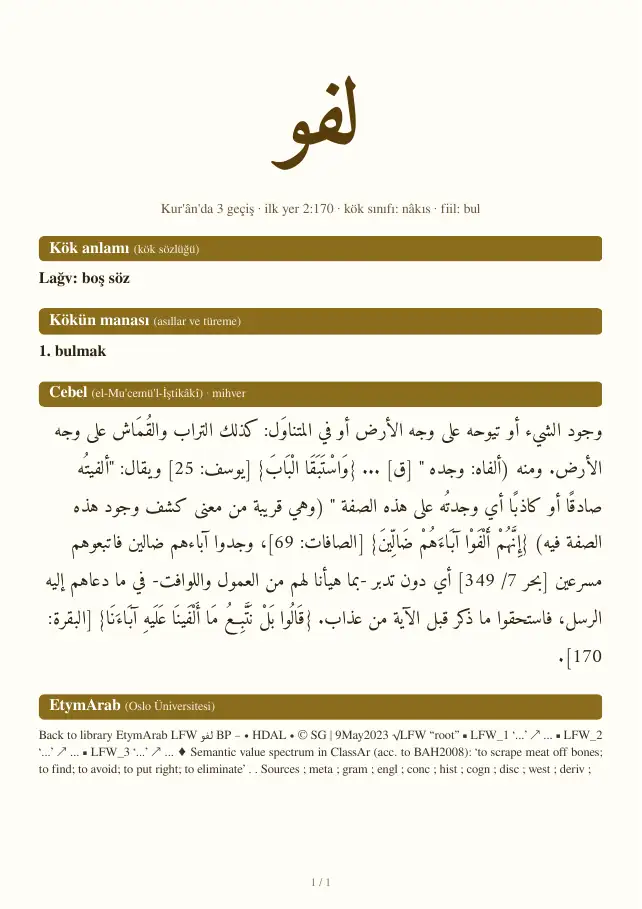 لفو
Kur'ân'da 3 geçiş · ilk yer 2:170 · kök sınıfı: nâkıs · fiil: bul
Kök anlamı (kök sözlüğü)
Lağv: boş söz
Kökün manası (asıllar ve türeme)
1. bulmak
Cebel (el-Mu'cemü'l-İştikâkî) · mihver
وجود الشيء أو تيوحه على وجه الأرض أو في المتناوَل: كذلك التراب والقُمَاش على وجه
الأرض. ومنه (ألفاه: وجده " [ق] ... {وَاسْتَبَقَا الْبَابَ} [يوسف: 25] ويقال: "ألفيتُه
صادقًا أو كاذبًا أي وجدتُه على هذه الصفة " (وهي قريبة من معنى كشف وجود هذه
الصفة فيه) {إِنَّهُمْ أَلْفَوْا آبَاءَهُمْ ضَالِّينَ} [الصافات: 69]، وجدوا آباءهم ضالين فاتبعوهم
مسرعين [بحر 7/ 349] أي دون تدبر -بما هيأنا لهم من العمول واللوافت- في ما دعاهم إليه
الرسل، فاستحقوا ما ذكر قبل الآية من عذاب. {قَالُوا بَلْ نَتَّبِعُ مَا أَلْفَينَا عَلَيهِ آبَاءَنَا} [البقرة:
170].
EtymArab (Oslo Üniversitesi)
Back to library EtymArab LFW لفو BP – • HDAL • © SG | 9May2023 √LFW “root” ▪ LFW_1 ‘...’ ↗ ... ▪ LFW_2
‘...’ ↗ ... ▪ LFW_3 ‘...’ ↗ ... ♦ Semantic value spectrum in ClassAr (acc. to BAH2008): ‘to scrape meat off bones;
to find; to avoid; to put right; to eliminate’ . . Sources ; meta ; gram ; engl ; conc ; hist ; cogn ; disc ; west ; deriv ;
1 / 1